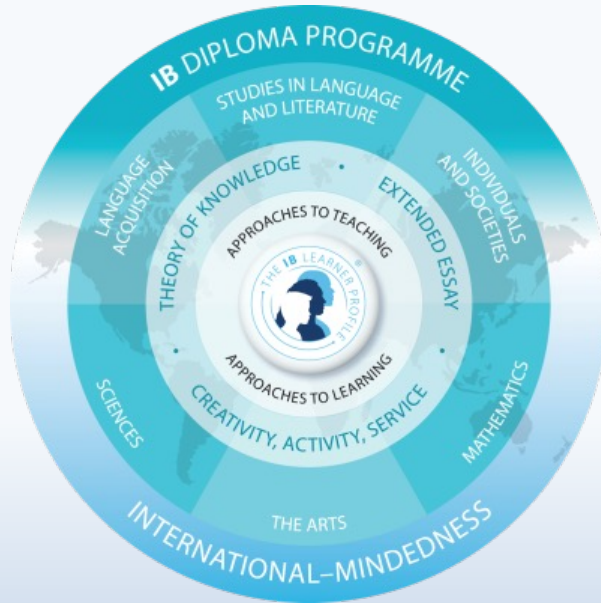 IB DIPLOMA PROGRAMME
STUDIES IN LANGUAGE
AND LITERATURE
LANGUAGE
ACQUISITION
INDIVIDUALS
AND SOCIETIES
THEORY OF KNOWLEDGE
•
EXTENDED ESSAY
•
APPROACHES TO TEACHING
THE IB LEARNER PROFILE
®
APPROACHES TO LEARNING
•
CREATIVITY, ACTIVITY, SERVICE
SCIENCES
MATHEMATICS
THE ARTS
INTERNATIONAL–MINDEDNESS